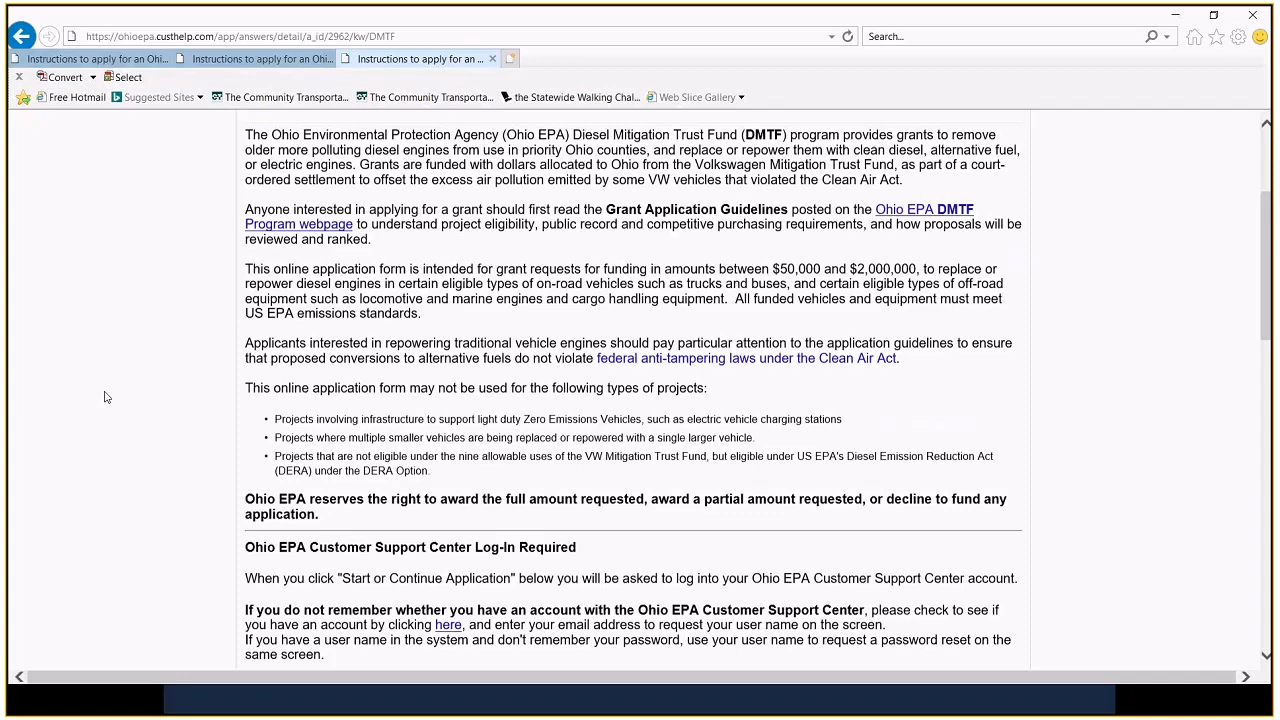 https://ohioepa.custhelp.com/app/answers/detail/a_id/2962/kw/DMTF
Search...
Instructions to apply for an Ohi...
Instructions to apply for an Ohi...
Instructions to apply for an ...
Convert
Select
Free Hotmail
Suggested Sites
The Community Transporta...
The Community Transporta...
the Statewide Walking Chal...
Web Slice Gallery
The Ohio Environmental Protection Agency (Ohio EPA) Diesel Mitigation Trust Fund (DMTF) program provides grants to remove
older more polluting diesel engines from use in priority Ohio counties, and replace or repower them with clean diesel, alternative fuel,
or electric engines. Grants are funded with dollars allocated to Ohio from the Volkswagen Mitigation Trust Fund, as part of a court-
ordered settlement to offset the excess air pollution emitted by some VW vehicles that violated the Clean Air Act.
Anyone interested in applying for a grant should first read the Grant Application Guidelines posted on the Ohio EPA DMTF
Program webpage to understand project eligibility, public record and competitive purchasing requirements, and how proposals will be
reviewed and ranked.
This online application form is intended for grant requests for funding in amounts between $50,000 and $2,000,000, to replace or
repower diesel engines in certain eligible types of on-road vehicles such as trucks and buses, and certain eligible types of off-road
equipment such as locomotive and marine engines and cargo handling equipment. All funded vehicles and equipment must meet
US EPA emissions standards.
Applicants interested in repowering traditional vehicle engines should pay particular attention to the application guidelines to ensure
that proposed conversions to alternative fuels do not violate federal anti-tampering laws under the Clean Air Act.
This online application form may not be used for the following types of projects:
• Projects involving infrastructure to support light duty Zero Emissions Vehicles, such as electric vehicle charging stations
• Projects where multiple smaller vehicles are being replaced or repowered with a single larger vehicle.
• Projects that are not eligible under the nine allowable uses of the VW Mitigation Trust Fund, but eligible under US EPA's Diesel Emission Reduction Act
(DERA) under the DERA Option.
Ohio EPA reserves the right to award the full amount requested, award a partial amount requested, or decline to fund any
application.
Ohio EPA Customer Support Center Log-In Required
When you click "Start or Continue Application" below you will be asked to log into your Ohio EPA Customer Support Center account.
If you do not remember whether you have an account with the Ohio EPA Customer Support Center, please check to see if
you have an account by clicking here, and enter your email address to request your user name on the screen.
If you have a user name in the system and don't remember your password, use your user name to request a password reset on the
same screen.